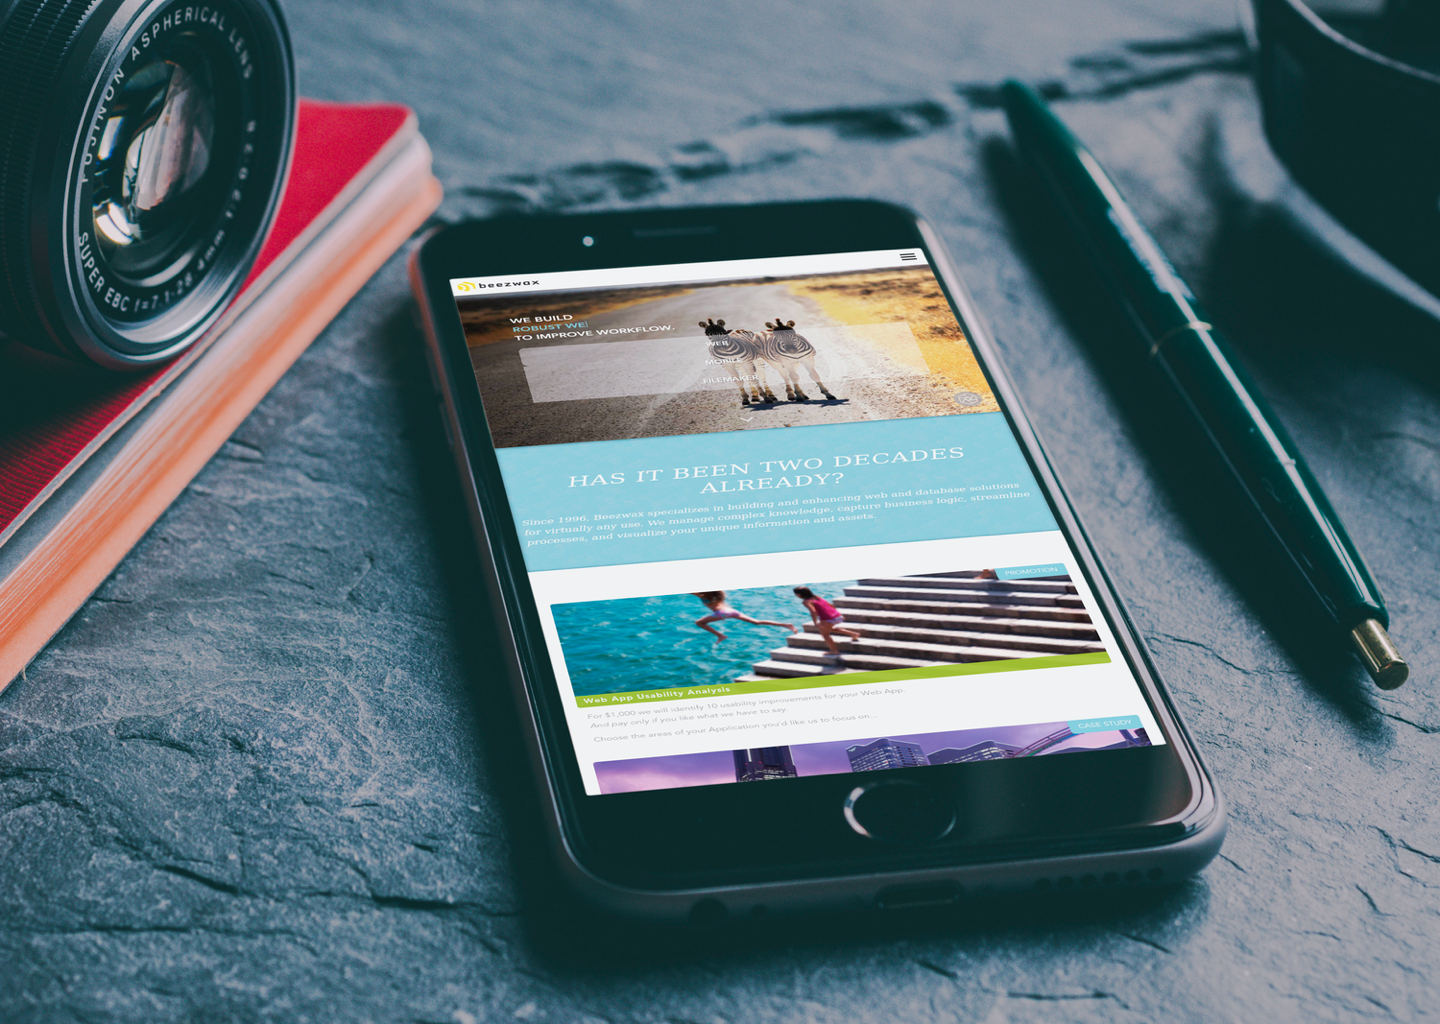 FUJINON ASPHERICAL LENS
SUPER EBC f=7.1-28.4mm
beezwax
WE BUILD
ROBUST WE
TO IMPROVE WORKFLOW.
WEB
MOBILE
FILEMAKER
HAS IT BEEN TWO DECADES
ALREADY?
Since 1996, Beezwax specializes in building and enhancing web and database solutions
for virtually any use. We manage complex knowledge, capture business logic, streamline
processes, and visualize your unique information and assets.
PROMOTION
Web App Usability Analysis
For $1,000 we will identify 10 usability improvements for your Web App.
And pay only if you like what we have to say.
Choose the areas of your Application you'd like us to focus on...
CASE STUDY